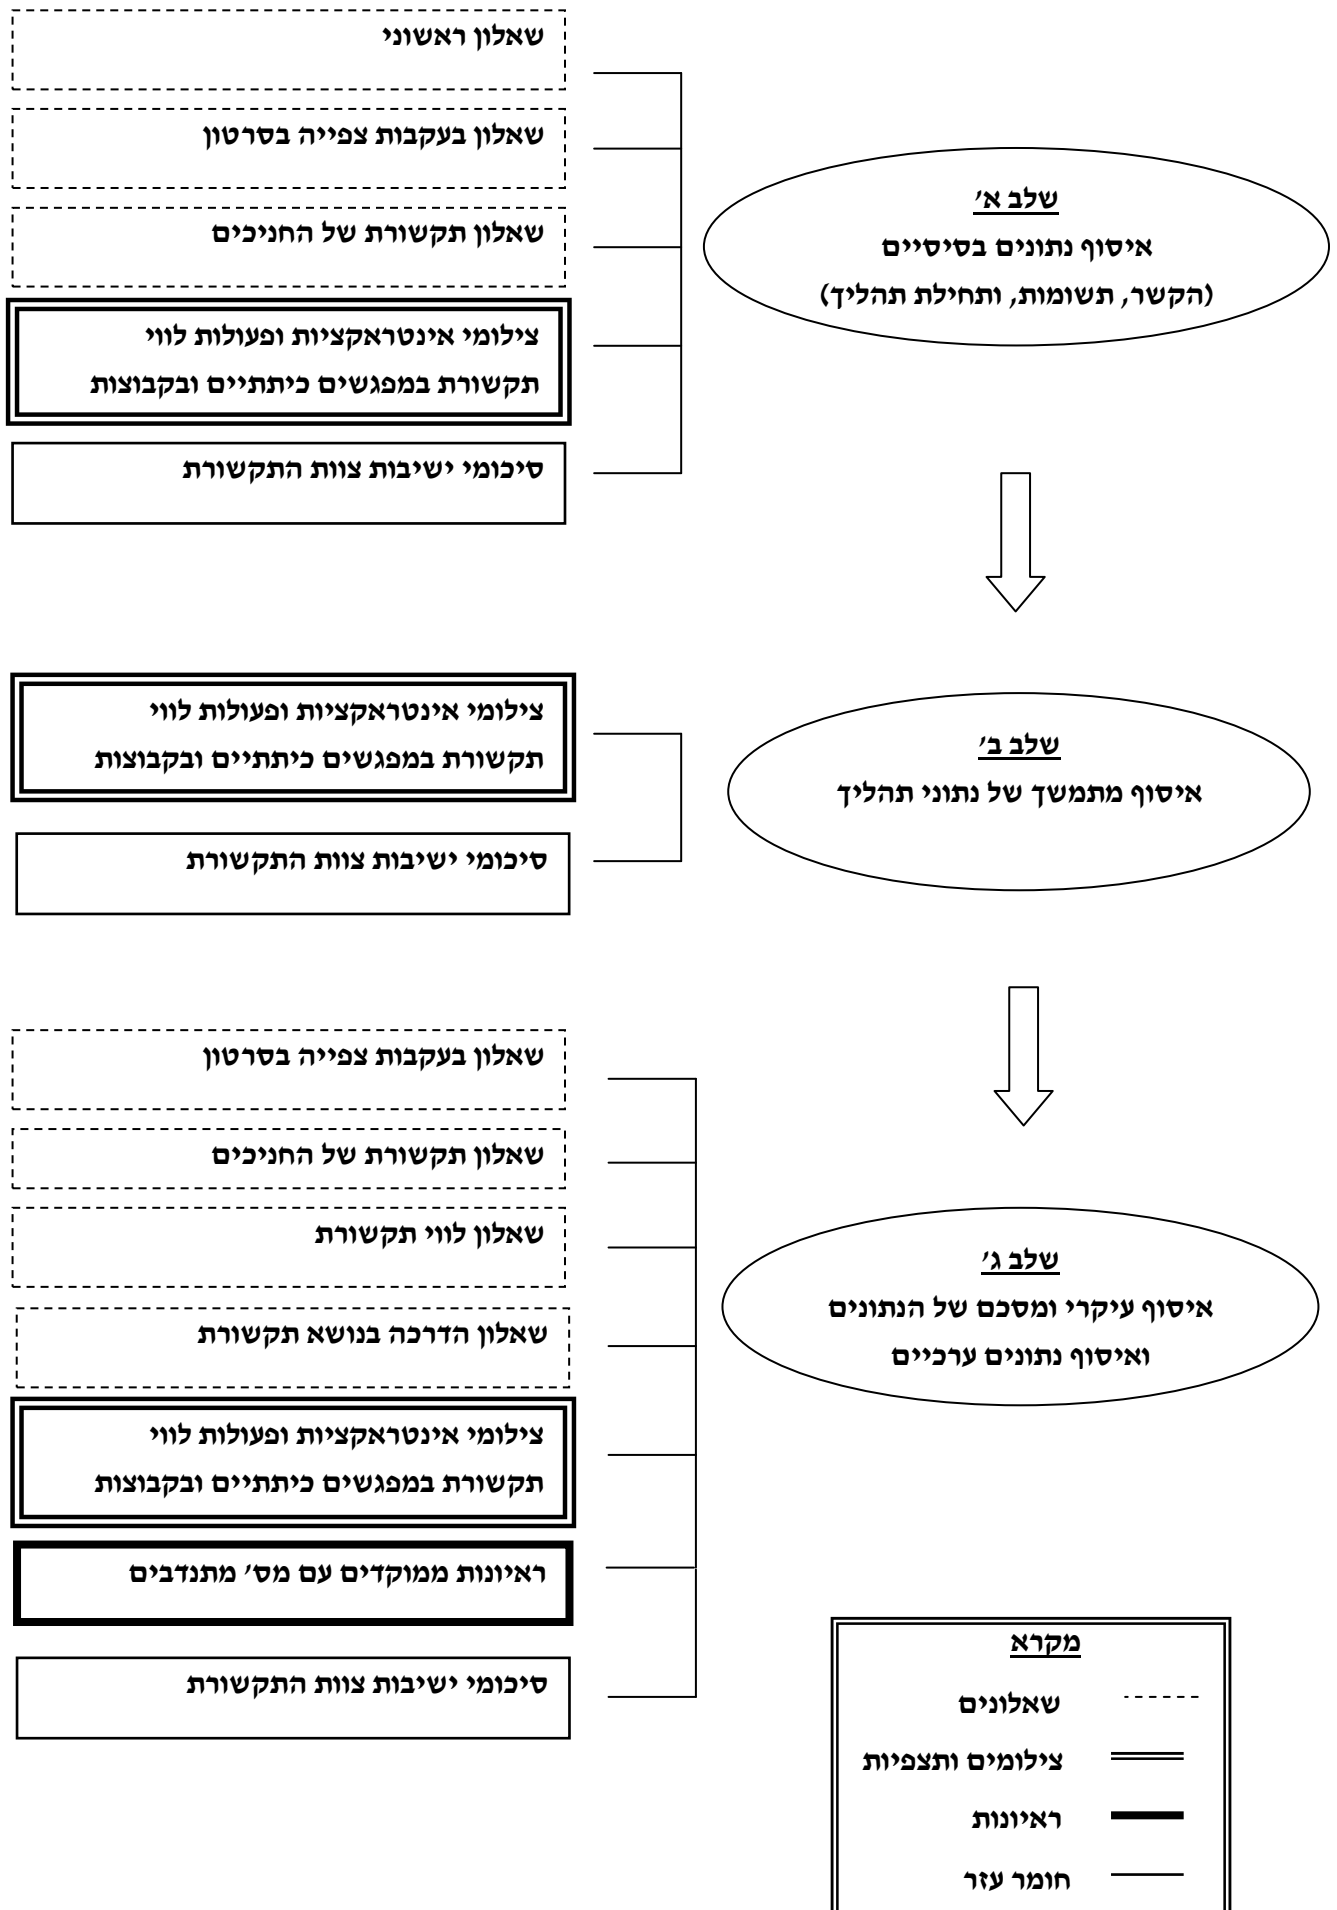 שלב א'
איסוף נתונים בסיסיים
(הקשר, תשומות, ותחילת תהליך)
שאלון ראשוני
שאלון בעקבות צפייה בסרטון
שאלון תקשורת של החניכים
צילומי אינטראקציות ופעולות לווי
תקשורת במפגשים כיתתיים ובקבוצות
סיכומי ישיבות צוות התקשורת
שלב ב'
איסוף מתמשך של נתוני תהליך
צילומי אינטראקציות ופעולות לווי
תקשורת במפגשים כיתתיים ובקבוצות
סיכומי ישיבות צוות התקשורת
שלב ג'
איסוף עיקרי ומסכם של הנתונים
ואיסוף נתונים ערכיים
שאלון בעקבות צפייה בסרטון
שאלון תקשורת של החניכים
שאלון לווי תקשורת
שאלון הדרכה בנושא תקשורת
צילומי אינטראקציות ופעולות לווי
תקשורת במפגשים כיתתיים ובקבוצות
ראיונות ממוקדים עם מס' מתנדבים
סיכומי ישיבות צוות התקשורת
מקרא
שאלונים
צילומים ותצפיות
ראיונות
חומר עזר